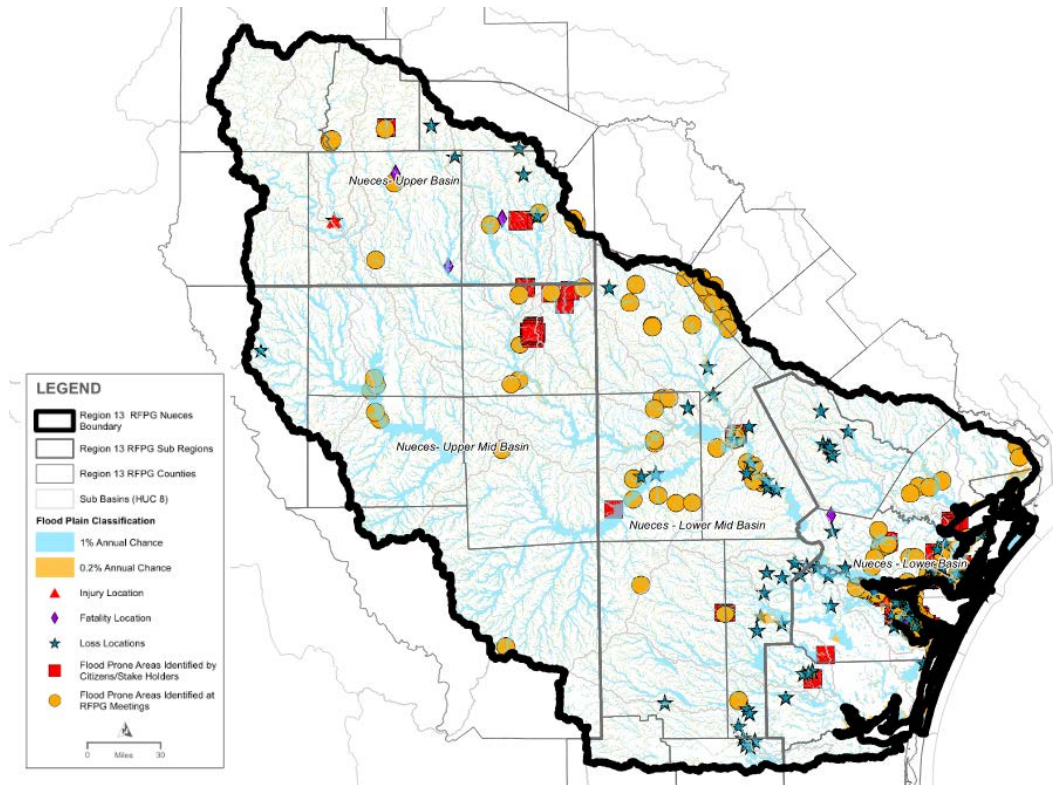 Nueces- Upper Basin
Nueces- Upper Mid Basin
Nueces - Lower Mid Basin
Nueces - Lower Basin
LEGEND
Region 13 RFPG Nueces
Boundary
Region 13 RFPG Sub Regions
Region 13 RFPG Counties
Sub Basins (HUC 8)
Flood Plain Classification
1% Annual Chance
0.2% Annual Chance
Injury Location
Fatality Location
Loss Locations
Flood Prone Areas Identified by
Citizens/Stake Holders
Flood Prone Areas Identified at
RFPG Meetings
0 30
Miles